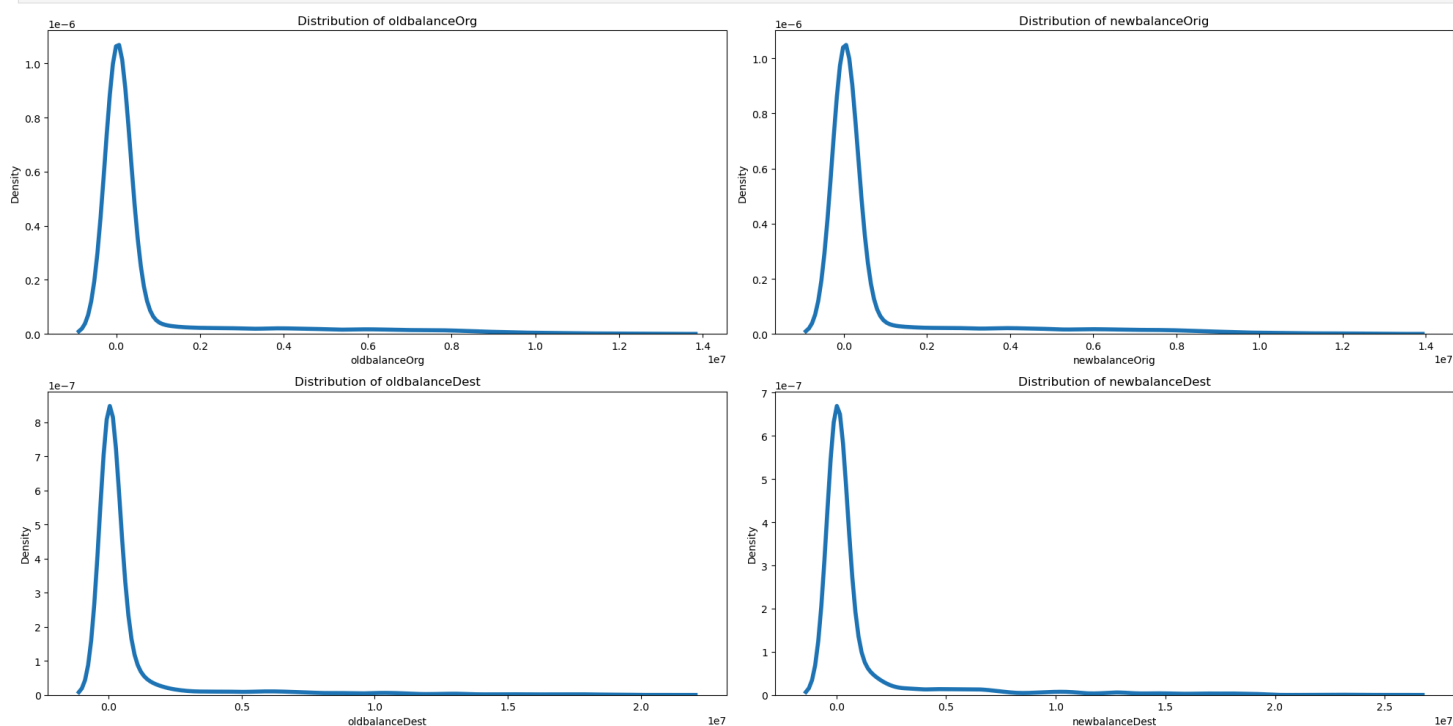 Distribution of oldbalanceOrg
1e−6
Density
1.0
0.8
0.6
0.4
0.2
0.0
0.0 0.2 0.4 0.6 0.8 1.0 1.2 1.4
1e7
oldbalanceOrg
Distribution of newbalanceOrig
1e−6
Density
1.0
0.8
0.6
0.4
0.2
0.0
0.0 0.2 0.4 0.6 0.8 1.0 1.2 1.4
1e7
newbalanceOrig
Distribution of oldbalanceDest
1e−7
Density
8
7
6
5
4
3
2
1
0
0.0 0.5 1.0 1.5 2.0
1e7
oldbalanceDest
Distribution of newbalanceDest
1e−7
Density
7
6
5
4
3
2
1
0
0.0 0.5 1.0 1.5 2.0 2.5
1e7
newbalanceDest